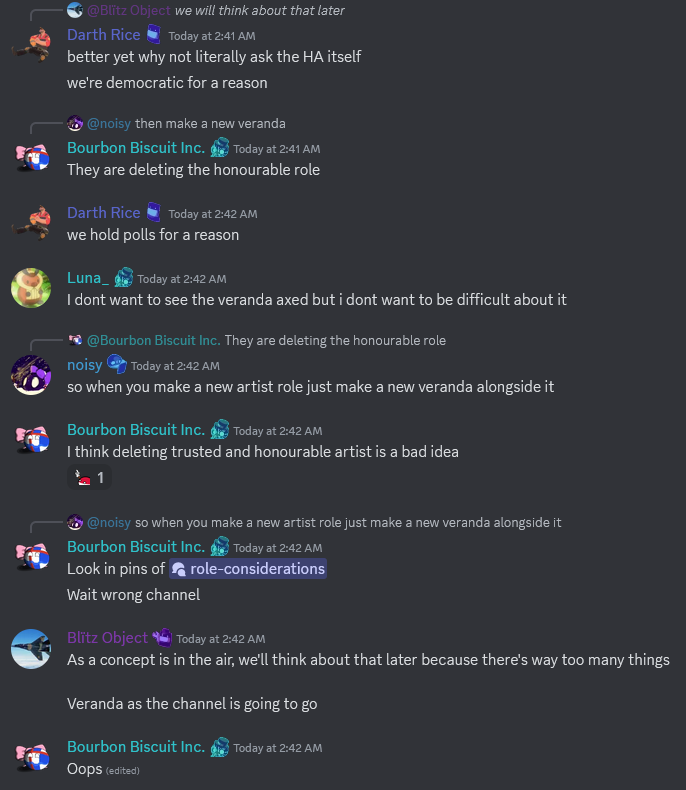 @Blītz Object we will think about that later
Darth Rice Today at 2:41 AM
better yet why not literally ask the HA itself
we're democratic for a reason
@noisy then make a new veranda
Bourbon Biscuit Inc. Today at 2:41 AM
They are deleting the honourable role
Darth Rice Today at 2:42 AM
we hold polls for a reason
Luna_ Today at 2:42 AM
I dont want to see the veranda axed but i dont want to be difficult about it
@Bourbon Biscuit Inc. They are deleting the honourable role
noisy Today at 2:42 AM
so when you make a new artist role just make a new veranda alongside it
Bourbon Biscuit Inc. Today at 2:42 AM
I think deleting trusted and honourable artist is a bad idea
1
@noisy so when you make a new artist role just make a new veranda alongside it
Bourbon Biscuit Inc. Today at 2:42 AM
Look in pins of role-considerations
Wait wrong channel
Blītz Object Today at 2:42 AM
As a concept is in the air, we'll think about that later because there's way too many things
Veranda as the channel is going to go
Bourbon Biscuit Inc. Today at 2:42 AM
Oops (edited)